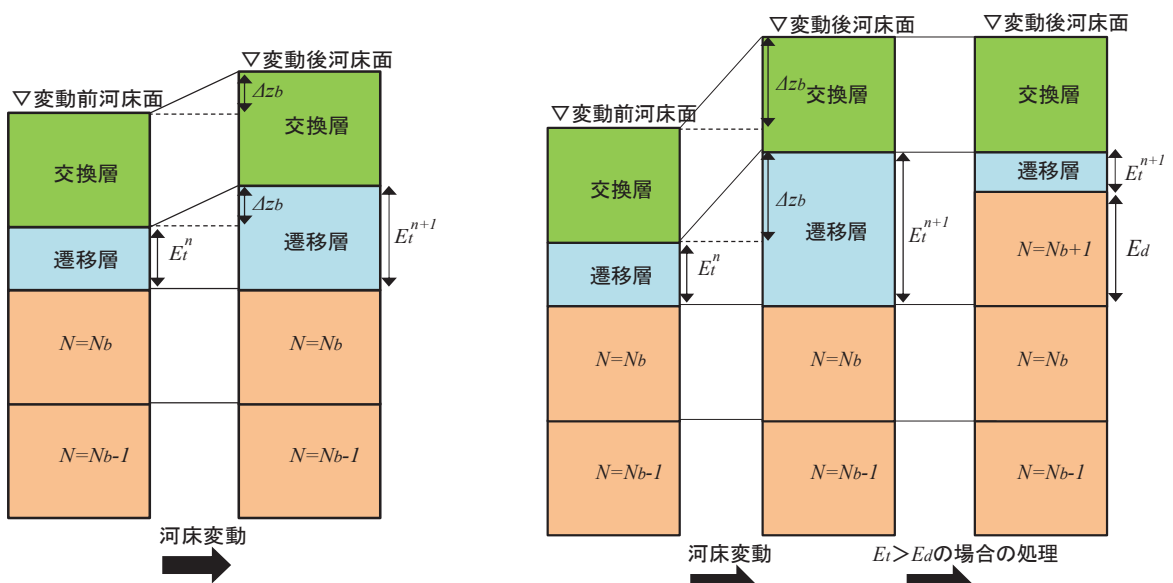 ▽変動前河床面
交換層
遷移層
E_t^n
N=Nb
N=Nb-1
▽変動後河床面
Δzb
交換層
Δzb
遷移層
E_t^{n+1}
N=Nb
N=Nb-1
河床変動
▽変動前河床面
交換層
遷移層
E_t^n
N=Nb
N=Nb-1
▽変動後河床面
Δzb
交換層
Δzb
遷移層
E_t^{n+1}
N=Nb
N=Nb-1
▽変動後河床面
交換層
遷移層
E_t^{n+1}
N=Nb+1
Ed
N=Nb
N=Nb-1
河床変動
Et>Edの場合の処理